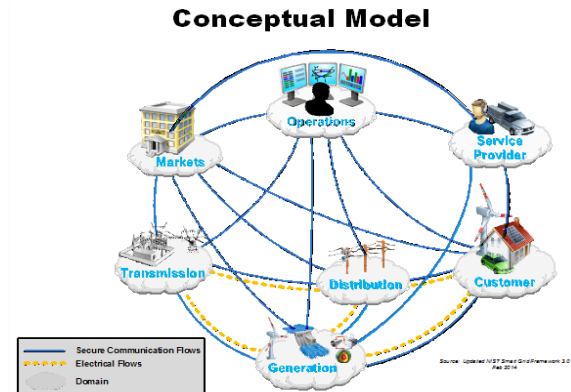 Conceptual Model
Operations
Markets
Service
Provider
Transmission
Distribution
Customer
Generation
Secure Communication Flows
Electrical Flows
Domain
Source: Updated NIST Smart Grid Framework 3.0
Feb 2014